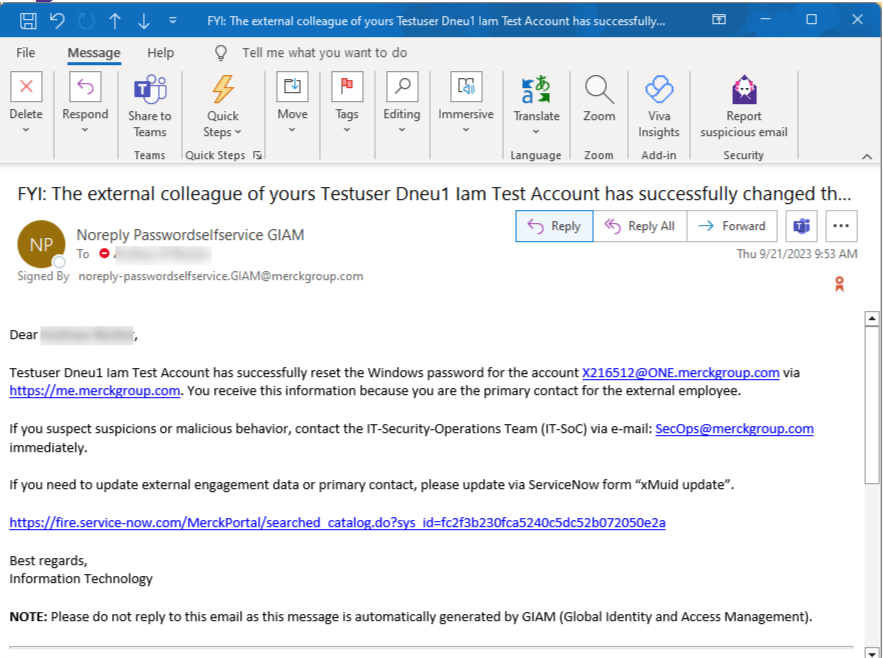 FYI: The external colleague of yours Testuser Dneu1 Iam Test Account has successfully...
File Message Help Tell me what you want to do
Delete
Respond
Share to Teams
Quick Steps
Move
Tags
Editing
Immersive
Translate
Zoom
Viva Insights
Report suspicious email
Teams Quick Steps Language Zoom Add-in Security
FYI: The external colleague of yours Testuser Dneu1 Iam Test Account has successfully changed th...
NP
Noreply Passwordselfservice GIAM
Reply Reply All Forward
To
Thu 9/21/2023 9:53 AM
Signed By noreply-passwordselfservice.GIAM@merckgroup.com
Dear ,
Testuser Dneu1 Iam Test Account has successfully reset the Windows password for the account X216512@ONE.merckgroup.com via
https://me.merckgroup.com. You receive this information because you are the primary contact for the external employee.
If you suspect suspicions or malicious behavior, contact the IT-Security-Operations Team (IT-SoC) via e-mail: SecOps@merckgroup.com
immediately.
If you need to update external engagement data or primary contact, please update via ServiceNow form “xMuid update”.
https://fire.service-now.com/MerckPortal/searched_catalog.do?sys_id=fc2f3b230fca5240c5dc52b072050e2a
Best regards,
Information Technology
NOTE: Please do not reply to this email as this message is automatically generated by GIAM (Global Identity and Access Management).